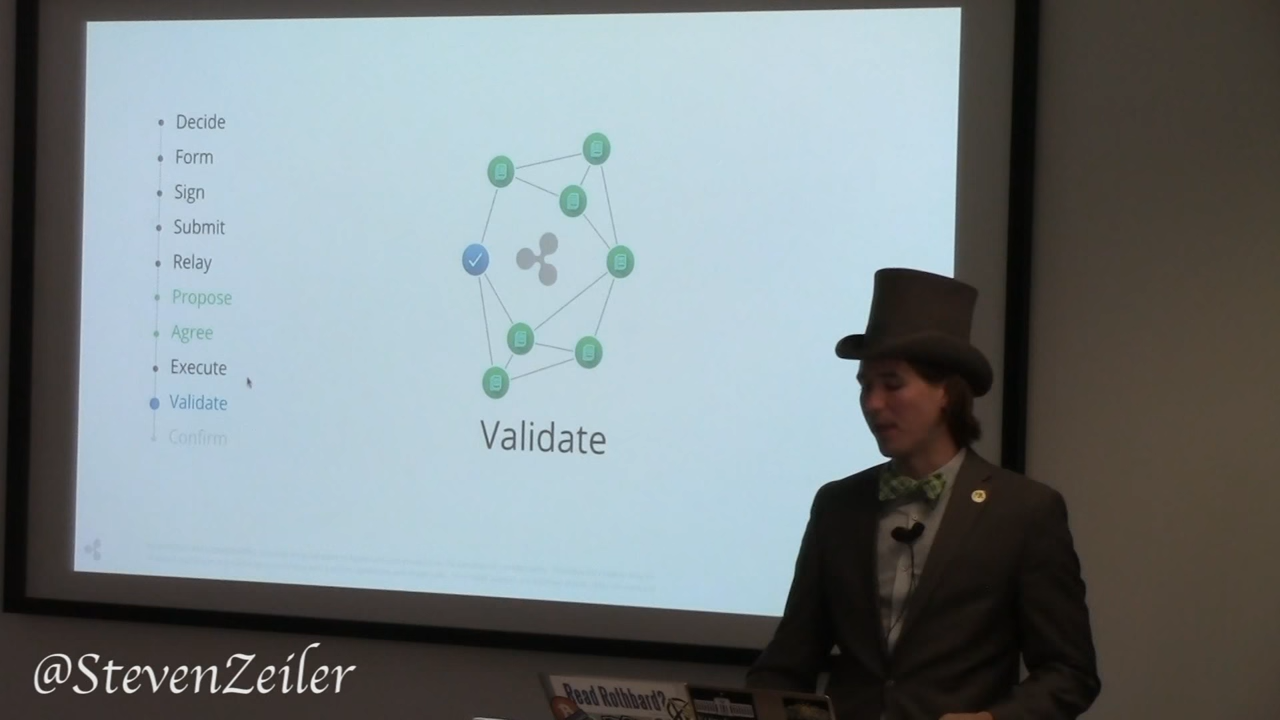 Decide
Form
Sign
Submit
Relay
Propose
Agree
Execute
Validate
Confirm
Validate
@StevenZeiler
Read Rothbard?